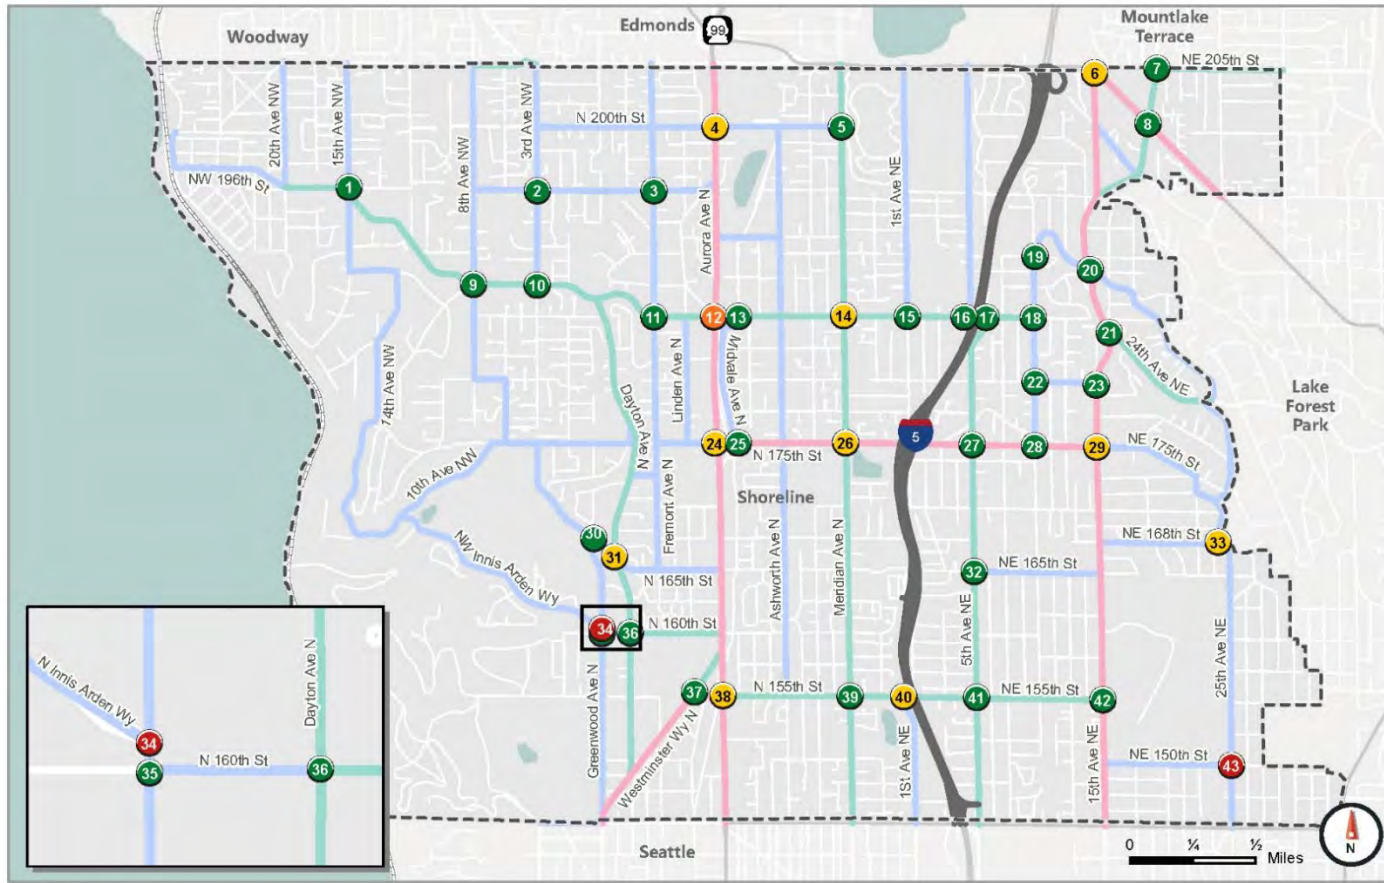 Woodway
Edmonds
99
Mountlake
Terrace
6
7
NE 205th St
20th Ave NW
15th Ave NW
8th Ave NW
3rd Ave NW
N 200th St
4
5
8
NW 196th St
1
2
3
Aurora Ave N
1st Ave NE
9
10
19
20
11
12
13
14
15
16
17
18
21
24th Ave NE
14th Ave NW
Dayton Ave N
Linden Ave N
Midvale Ave N
22
23
Lake
Forest
Park
5
24
25
26
27
28
29
N 175th St
NE 175th St
10th Ave NW
Shoreline
Fremont Ave N
30
31
N 165th St
NW Innis Arden Wy
Ashworth Ave N
Meridian Ave N
32
NE 165th St
NE 168th St
33
34
36
N 160th St
5th Ave NE
25th Ave NE
37
38
N 155th St
39
40
41
NE 155th St
42
Greenwood Ave N
Westminster Wy N
1St Ave NE
15th Ave NE
NE 150th St
43
N Innis Arden Wy
Dayton Ave N
34
35
N 160th St
36
Seattle
0
¼
½
Miles
N